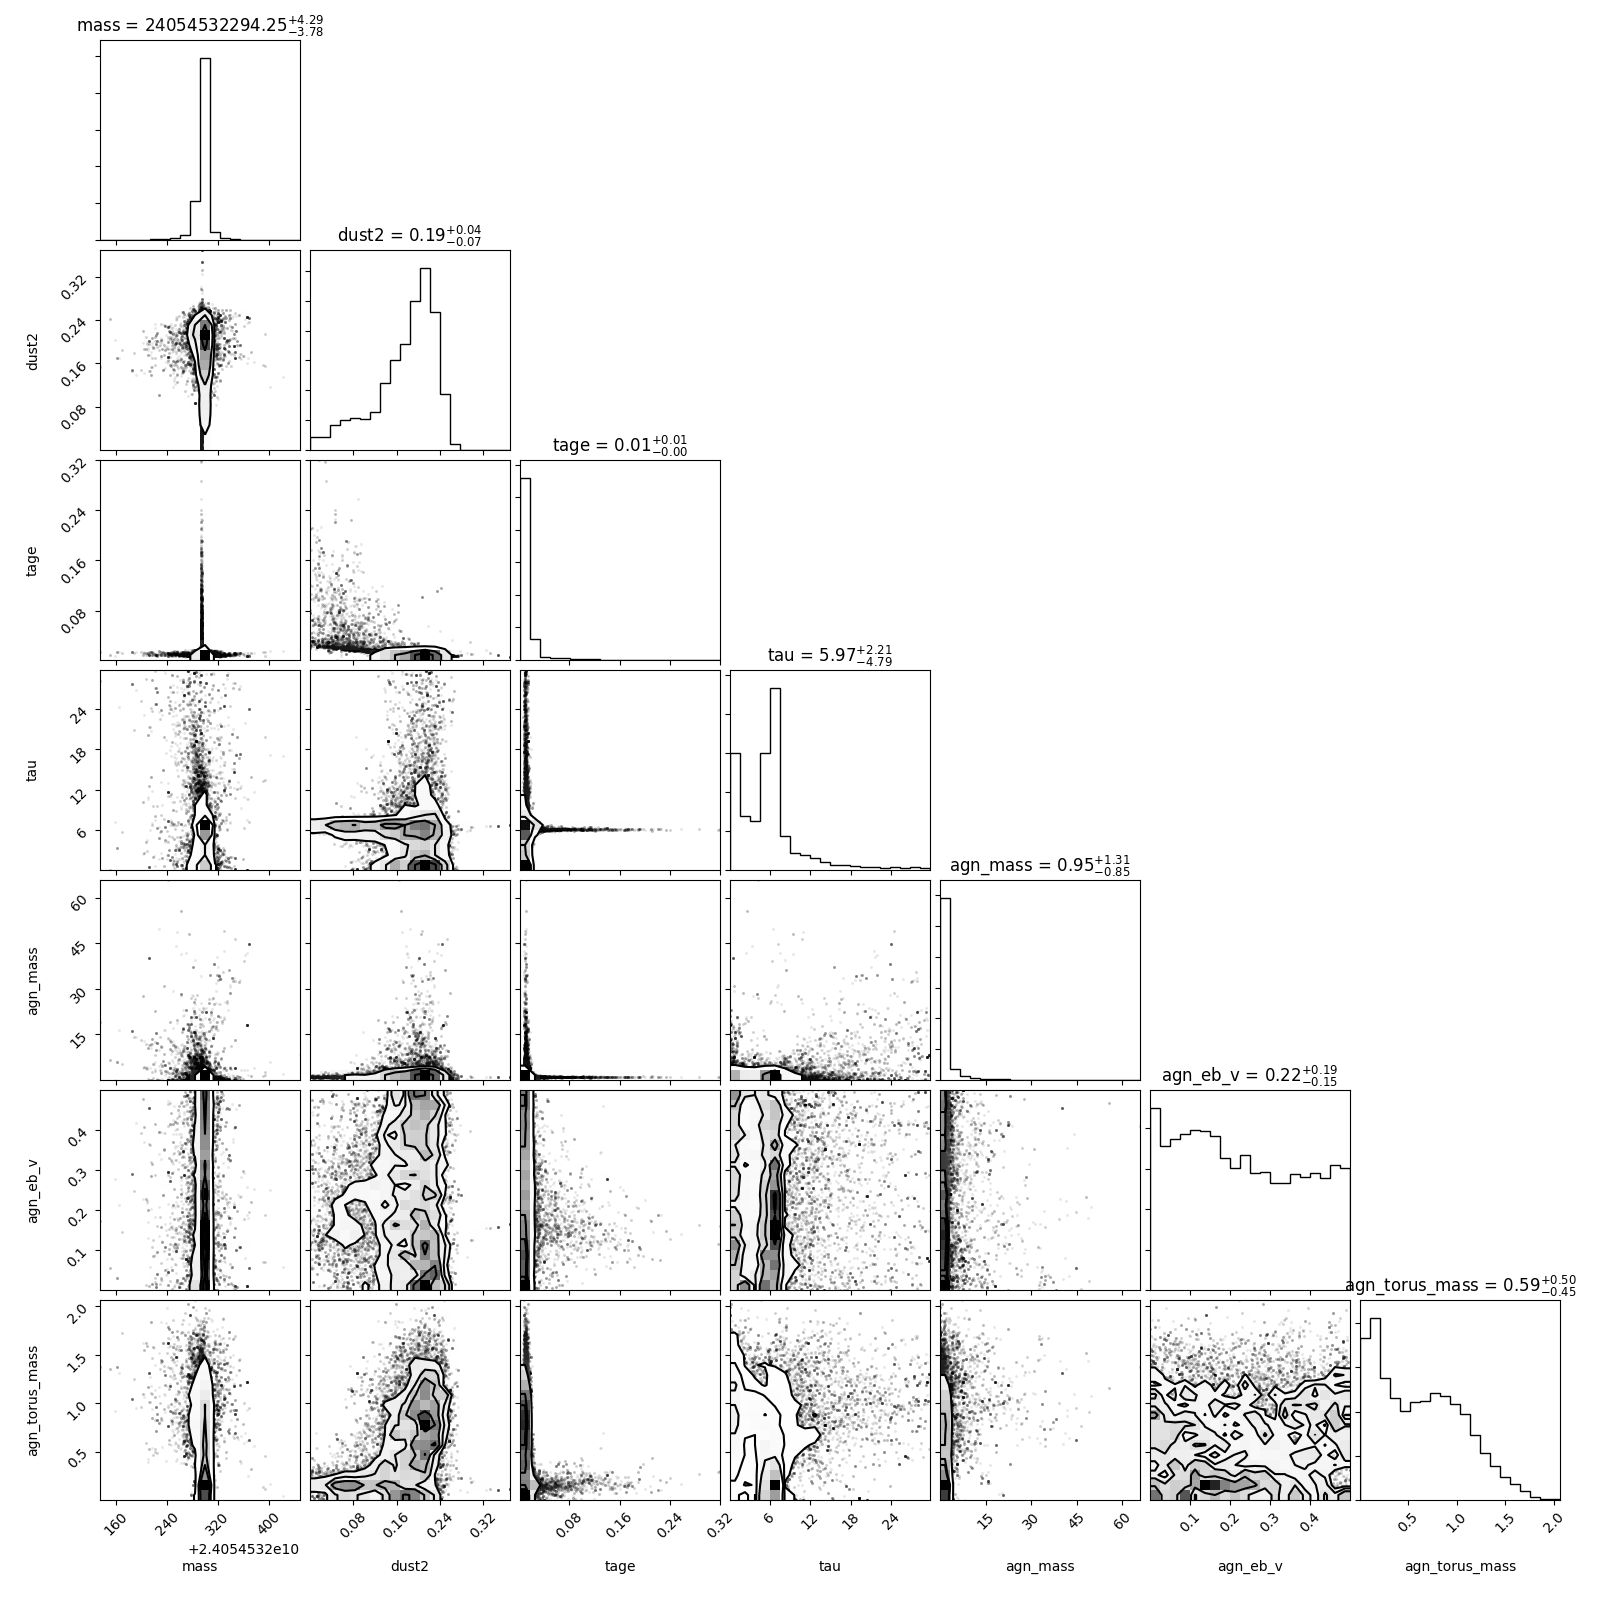 mass = 24054532294.25+4.29 −3.78
dust2 = 0.19+0.04 −0.07
0.32
0.24
0.16
0.08
dust2
tage = 0.01+0.01 −0.00
0.32
0.24
0.16
0.08
tage
tau = 5.97+2.21 −4.79
24
18
12
6
tau
agn_mass = 0.95+1.31 −0.85
60
45
30
15
agn_mass
agn_eb_v = 0.22+0.19 −0.15
0.4
0.3
0.2
0.1
agn_eb_v
agn_torus_mass = 0.59+0.50 −0.45
2.0
1.5
1.0
0.5
agn_torus_mass
160 240 320 400 0.08 0.16 0.24 0.32 0.08 0.16 0.24 0.32 6 12 18 24 15 30 45 60 0.1 0.2 0.3 0.4 0.5 1.0 1.5 2.0
+2.4054532e10
mass dust2 tage tau agn_mass agn_eb_v agn_torus_mass